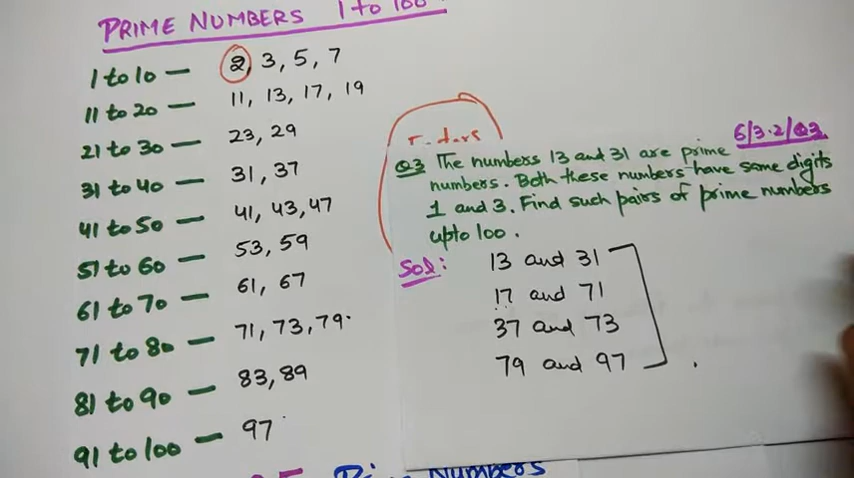 PRIME NUMBERS 1 to 100
1 to 10 — 2, 3, 5, 7
11 to 20 — 11, 13, 17, 19
21 to 30 — 23, 29
31 to 40 — 31, 37
41 to 50 — 41, 43, 47
51 to 60 — 53, 59
61 to 70 — 61, 67
71 to 80 — 71, 73, 79.
81 to 90 — 83, 89
91 to 100 — 97
6/3.2/Q3
Q3 The numbers 13 and 31 are prime
numbers. Both these numbers have same digits
1 and 3. Find such pairs of prime numbers
upto 100.
Sol: 13 and 31
17 and 71
37 and 73
79 and 97
Numbers